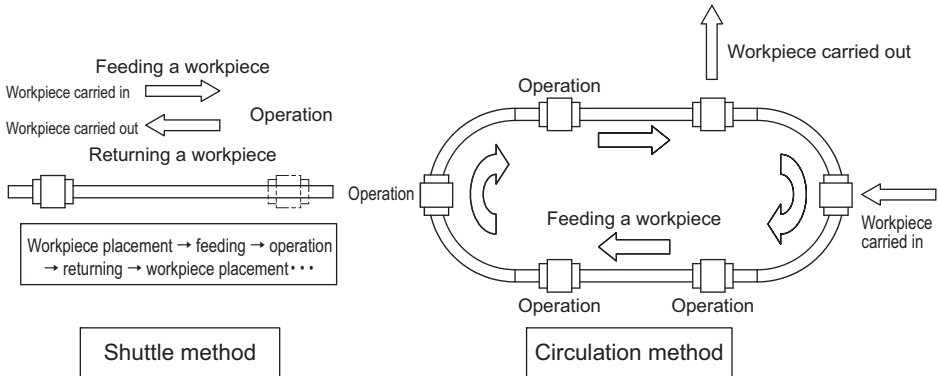 Feeding a workpiece
Workpiece carried in
Operation
Workpiece carried out
Returning a workpiece
Workpiece placement → feeding → operation
→ returning → workpiece placement・・・
Shuttle method
Workpiece carried out
Operation
Operation
Feeding a workpiece
Workpiece
carried in
Operation
Operation
Circulation method